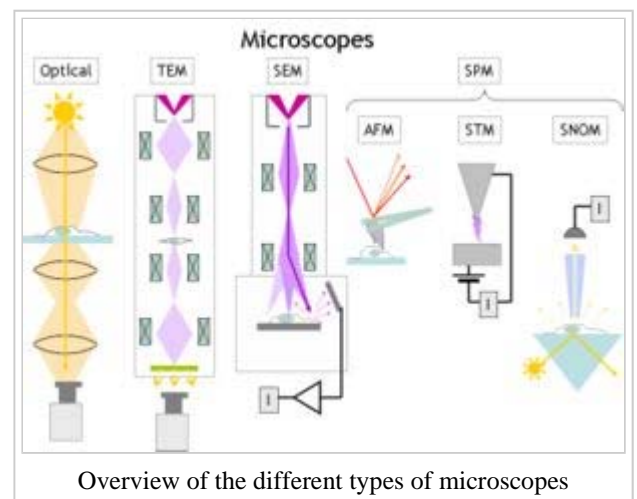 Microscopes
Optical TEM SEM SPM
AFM STM SNOM
I
I
I
Overview of the different types of microscopes